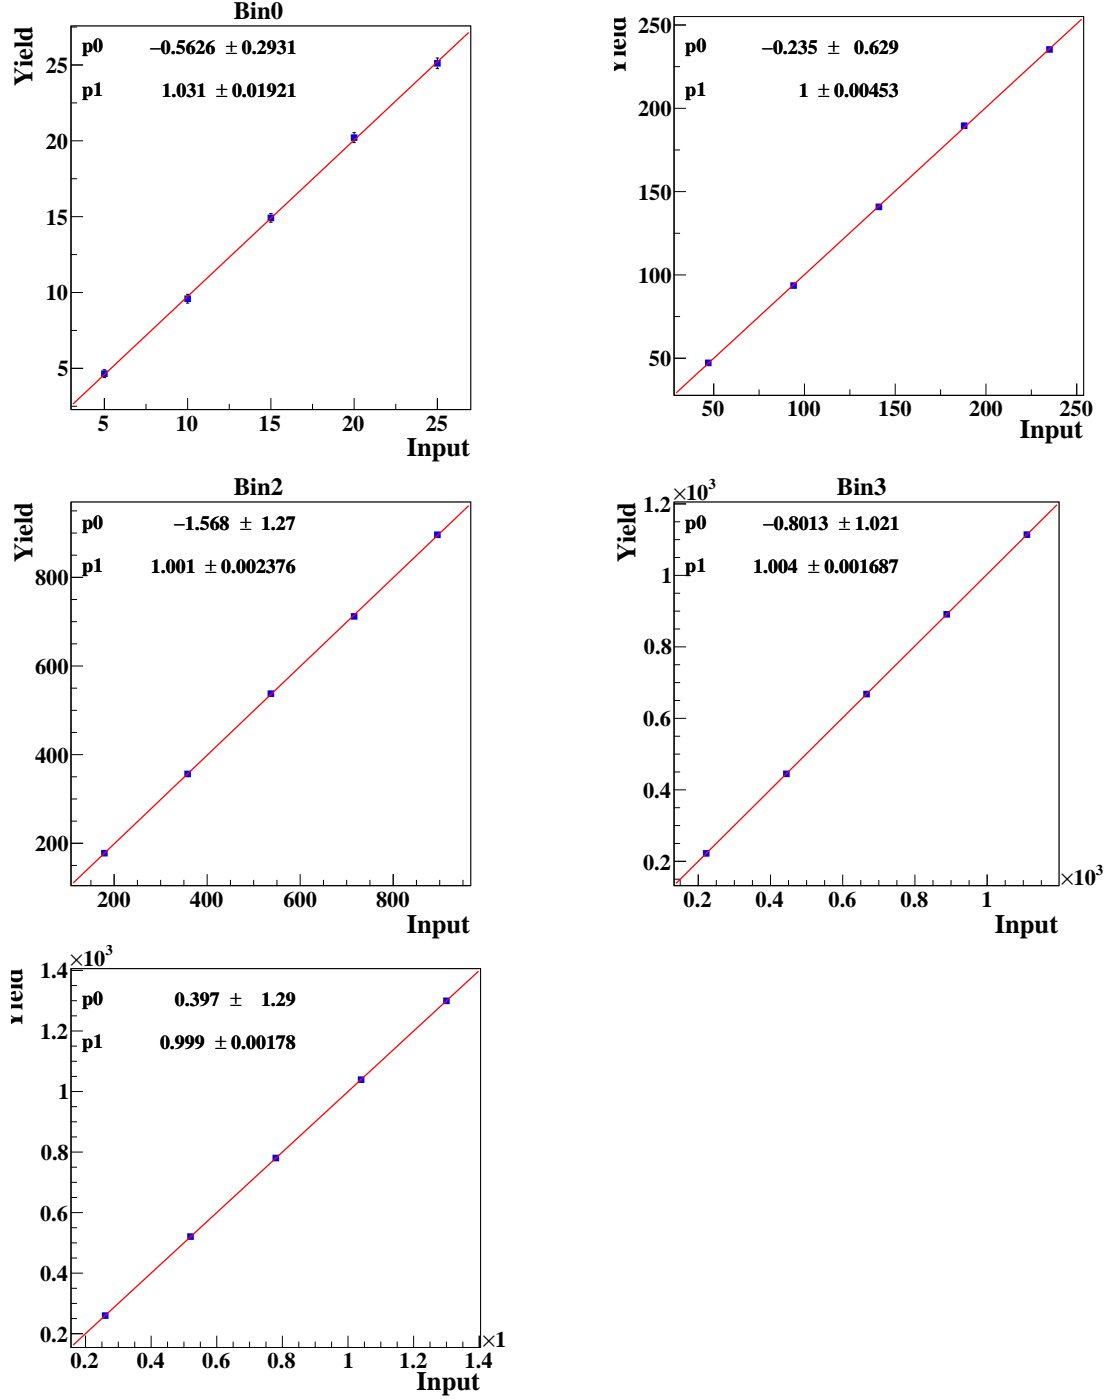 Bin0
Yield
p0 −0.5626 ± 0.2931
p1 1.031 ± 0.01921
25
20
15
10
5
5 10 15 20 25
Input
Yield
p0 −0.235 ± 0.629
p1 1 ± 0.00453
250
200
150
100
50
50 100 150 200 250
Input
Bin2
Yield
p0 −1.568 ± 1.27
p1 1.001 ± 0.002376
800
600
400
200
200 400 600 800
Input
Bin3
×10³
Yield
p0 −0.8013 ± 1.021
p1 1.004 ± 0.001687
1.2
1
0.8
0.6
0.4
0.2
0.2 0.4 0.6 0.8 1
×10³
Input
×10³
Yield
p0 0.397 ± 1.29
p1 0.999 ± 0.00178
1.4
1.2
1
0.8
0.6
0.4
0.2
0.2 0.4 0.6 0.8 1 1.2 1.4
×1
Input